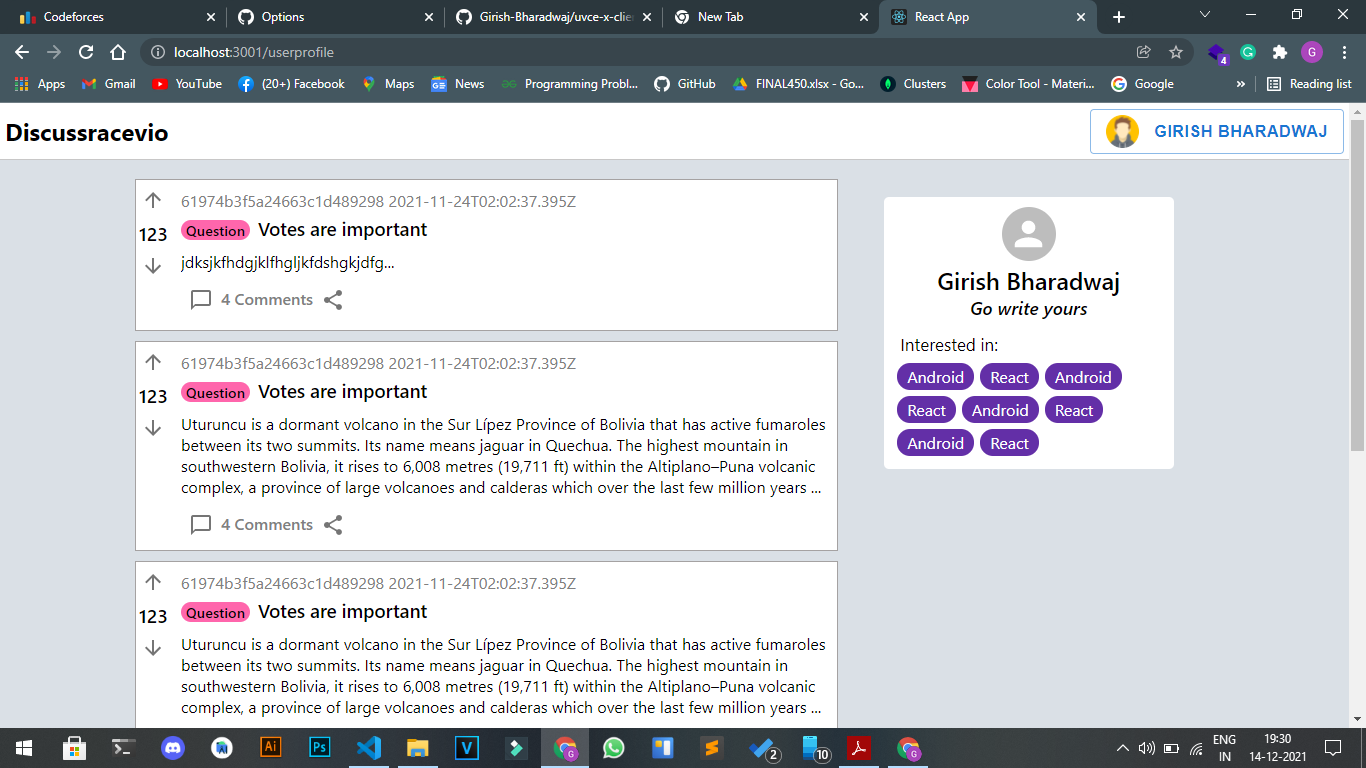 Codeforces
Options
Girish-Bharadwaj/uvce-x-clie
New Tab
React App
localhost:3001/userprofile
4
G
Apps
Gmail
YouTube
(20+) Facebook
Maps
News
Programming Probl...
GitHub
FINAL450.xlsx - Go...
Clusters
Color Tool - Materi...
Google
»
Reading list
Discussracevio
GIRISH BHARADWAJ
61974b3f5a24663c1d489298 2021-11-24T02:02:37.395Z
Question Votes are important
123
jdksjkfhdgjklfhgljkfdshgkjdfg...
4 Comments
61974b3f5a24663c1d489298 2021-11-24T02:02:37.395Z
Question Votes are important
123
Uturuncu is a dormant volcano in the Sur Lípez Province of Bolivia that has active fumaroles
between its two summits. Its name means jaguar in Quechua. The highest mountain in
southwestern Bolivia, it rises to 6,008 metres (19,711 ft) within the Altiplano–Puna volcanic
complex, a province of large volcanoes and calderas which over the last few million years ...
4 Comments
61974b3f5a24663c1d489298 2021-11-24T02:02:37.395Z
Question Votes are important
123
Uturuncu is a dormant volcano in the Sur Lípez Province of Bolivia that has active fumaroles
between its two summits. Its name means jaguar in Quechua. The highest mountain in
southwestern Bolivia, it rises to 6,008 metres (19,711 ft) within the Altiplano–Puna volcanic
complex, a province of large volcanoes and calderas which over the last few million years ...
Girish Bharadwaj
Go write yours
Interested in:
Android React Android
React Android React
Android React
Ai
Ps
V
G
2
10
G
ENG
IN
19:30
14-12-2021